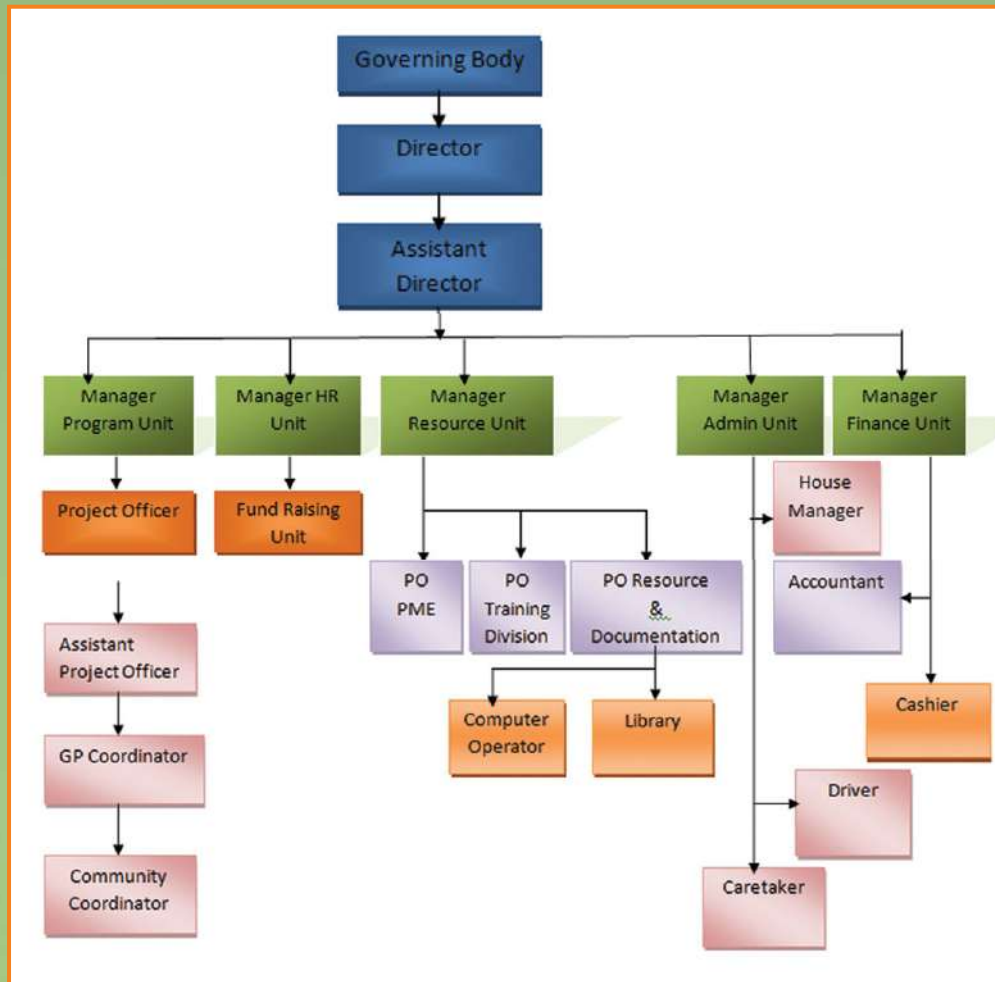 Governing Body
Director
Assistant
Director
Manager
Program Unit
Manager HR
Unit
Manager
Resource Unit
Manager
Admin Unit
Manager
Finance Unit
Project Officer
Fund Raising
Unit
House
Manager
PO
PME
PO
Training
Division
PO Resource
&
Documentation
Accountant
Assistant
Project Officer
Computer
Operator
Library
Cashier
GP Coordinator
Driver
Community
Coordinator
Caretaker